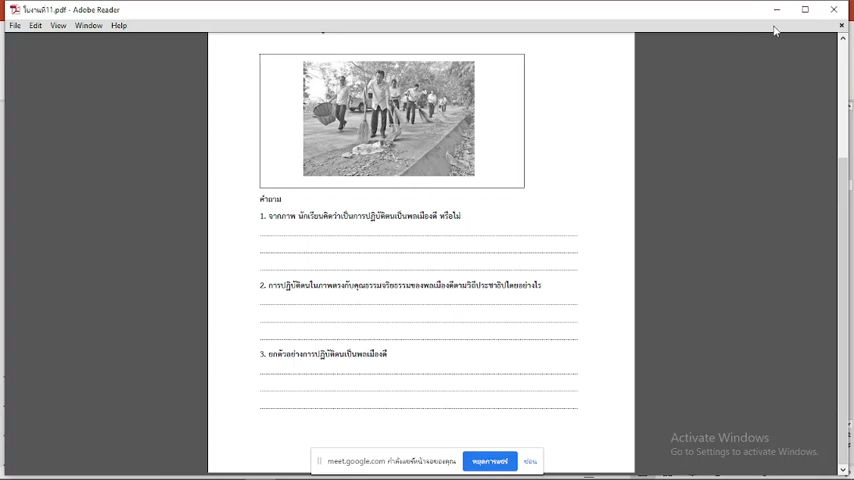 ใบงานที่11.pdf - Adobe Reader
File Edit View Window Help
คำถาม
1. จากภาพ นักเรียนคิดว่าเป็นการปฏิบัติตนเป็นพลเมืองดี หรือไม่
2. การปฏิบัติตนในภาพตรงกับคุณธรรมจริยธรรมของพลเมืองดีตามวิถีประชาธิปไตยอย่างไร
3. ยกตัวอย่างการปฏิบัติตนเป็นพลเมืองดี
Activate Windows
Go to Settings to activate Windows.
meet.google.com กำลังแชร์หน้าจอของคุณ หยุดการแชร์ ซ่อน